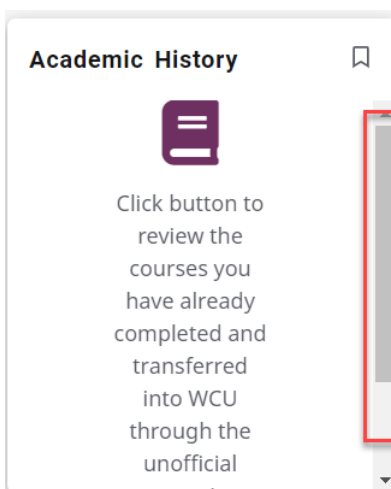 Academic History
Click button to
review the
courses you
have already
completed and
transferred
into WCU
through the
unofficial